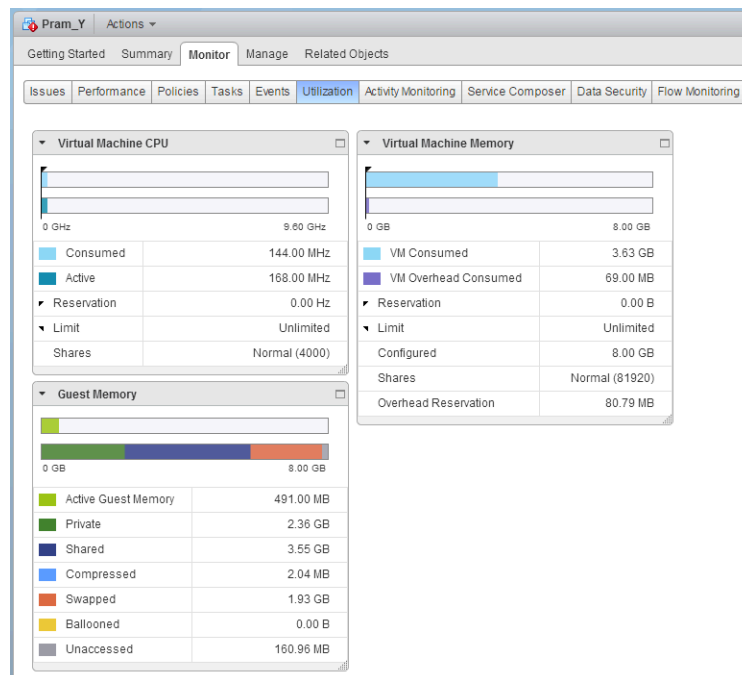 Pram_Y Actions
Getting Started Summary Monitor Manage Related Objects
Issues Performance Policies Tasks Events Utilization Activity Monitoring Service Composer Data Security Flow Monitoring
Virtual Machine CPU
0 GHz 9.60 GHz
Consumed 144.00 MHz
Active 168.00 MHz
Reservation 0.00 Hz
Limit Unlimited
Shares Normal (4000)
Virtual Machine Memory
0 GB 8.00 GB
VM Consumed 3.63 GB
VM Overhead Consumed 69.00 MB
Reservation 0.00 B
Limit Unlimited
Configured 8.00 GB
Shares Normal (81920)
Overhead Reservation 80.79 MB
Guest Memory
0 GB 8.00 GB
Active Guest Memory 491.00 MB
Private 2.36 GB
Shared 3.55 GB
Compressed 2.04 MB
Swapped 1.93 GB
Ballooned 0.00 B
Unaccessed 160.96 MB